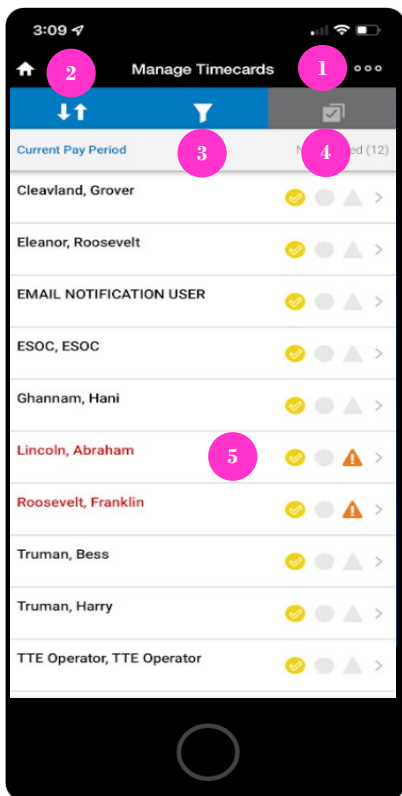 3:09
2
Manage Timecards
1
3
4
Current Pay Period
(12)
Cleavland, Grover
Eleanor, Roosevelt
EMAIL NOTIFICATION USER
ESOC, ESOC
Ghannam, Hani
Lincoln, Abraham
5
Roosevelt, Franklin
Truman, Bess
Truman, Harry
TTE Operator, TTE Operator